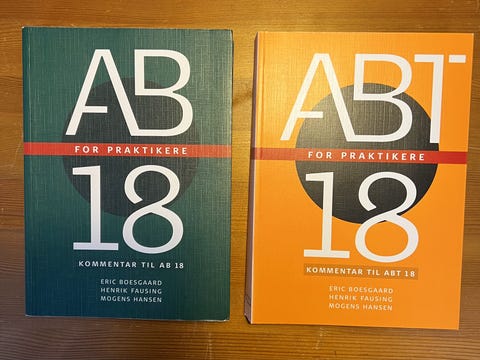 AB
FOR PRAKTIKERE
18
KOMMENTAR TIL AB 18
ERIC BOESGAARD
HENRIK FAUSING
MOGENS HANSEN
ABT
FOR PRAKTIKERE
18
KOMMENTAR TIL ABT 18
ERIC BOESGAARD
HENRIK FAUSING
MOGENS HANSEN